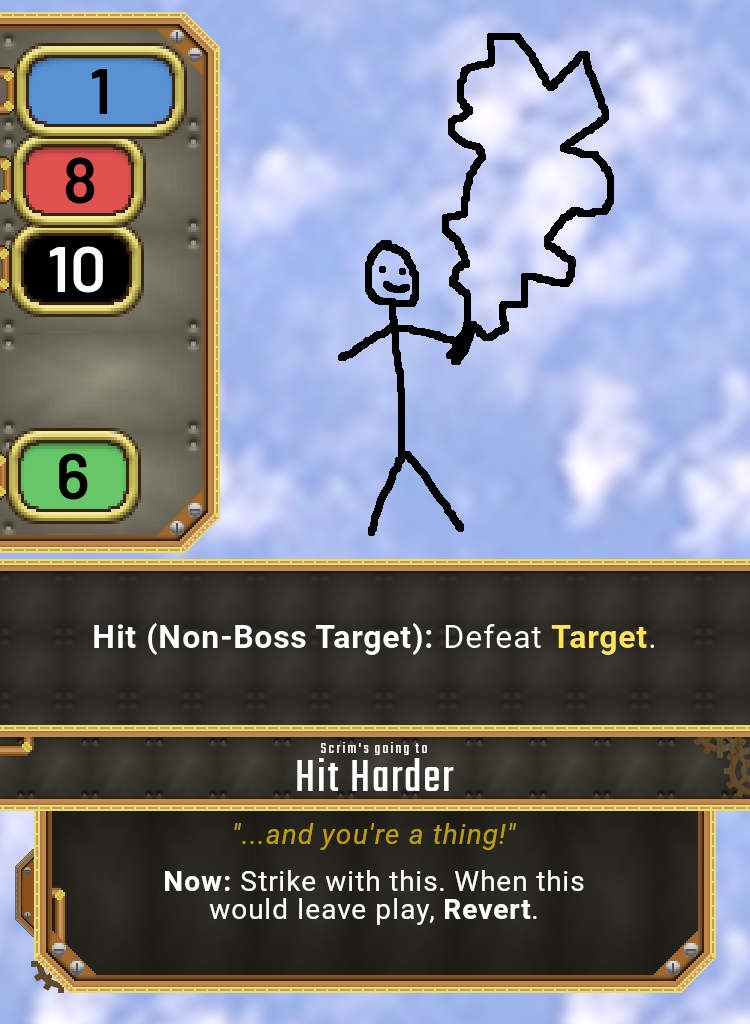 1
8
10
6
Hit (Non-Boss Target): Defeat Target.
Scrim's going to
Hit Harder
"...and you're a thing!"
Now: Strike with this. When this
would leave play, Revert.